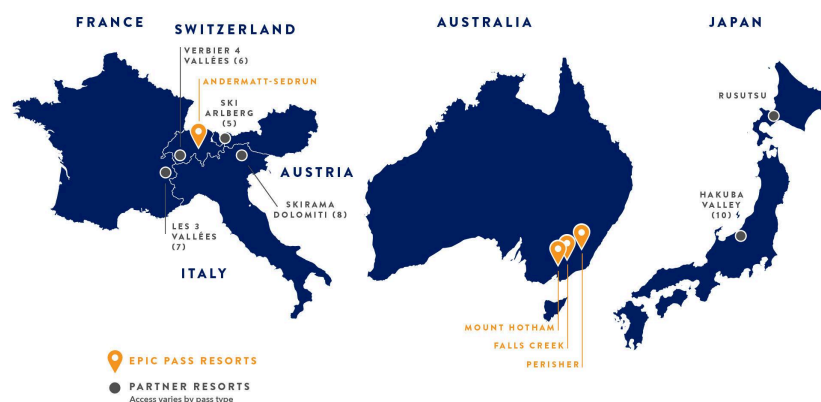 FRANCE
SWITZERLAND
VERBIER 4
VALLÉES (6)
ANDERMATT-SEDRUN
SKI
ARLBERG
(5)
AUSTRIA
SKIRAMA
DOLOMITI (8)
LES 3
VALLÉES
(7)
ITALY
AUSTRALIA
MOUNT HOTHAM
FALLS CREEK
PERISHER
JAPAN
RUSUTSU
HAKUBA
VALLEY
(10)
EPIC PASS RESORTS
PARTNER RESORTS
Access varies by pass type